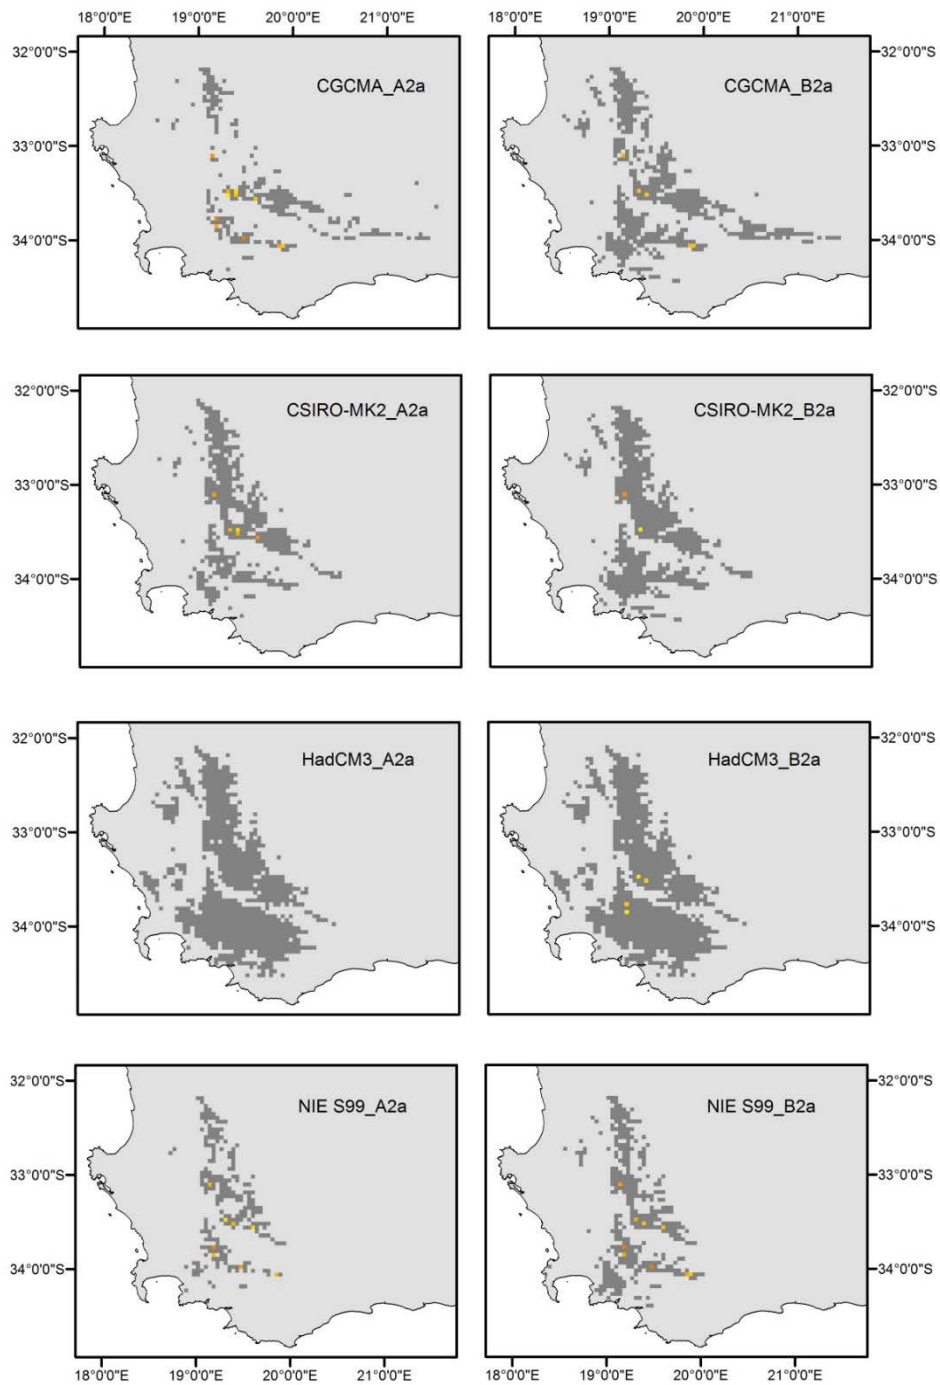 18°0'0"E 19°0'0"E 20°0'0"E 21°0'0"E 18°0'0"E 19°0'0"E 20°0'0"E 21°0'0"E
32°0'0"S 32°0'0"S
CGCMA_A2a CGCMA_B2a
33°0'0"S 33°0'0"S
34°0'0"S 34°0'0"S
32°0'0"S 32°0'0"S
CSIRO-MK2_A2a CSIRO-MK2_B2a
33°0'0"S 33°0'0"S
34°0'0"S 34°0'0"S
32°0'0"S 32°0'0"S
HadCM3_A2a HadCM3_B2a
33°0'0"S 33°0'0"S
34°0'0"S 34°0'0"S
32°0'0"S 32°0'0"S
NIE S99_A2a NIE S99_B2a
33°0'0"S 33°0'0"S
34°0'0"S 34°0'0"S
18°0'0"E 19°0'0"E 20°0'0"E 21°0'0"E 18°0'0"E 19°0'0"E 20°0'0"E 21°0'0"E